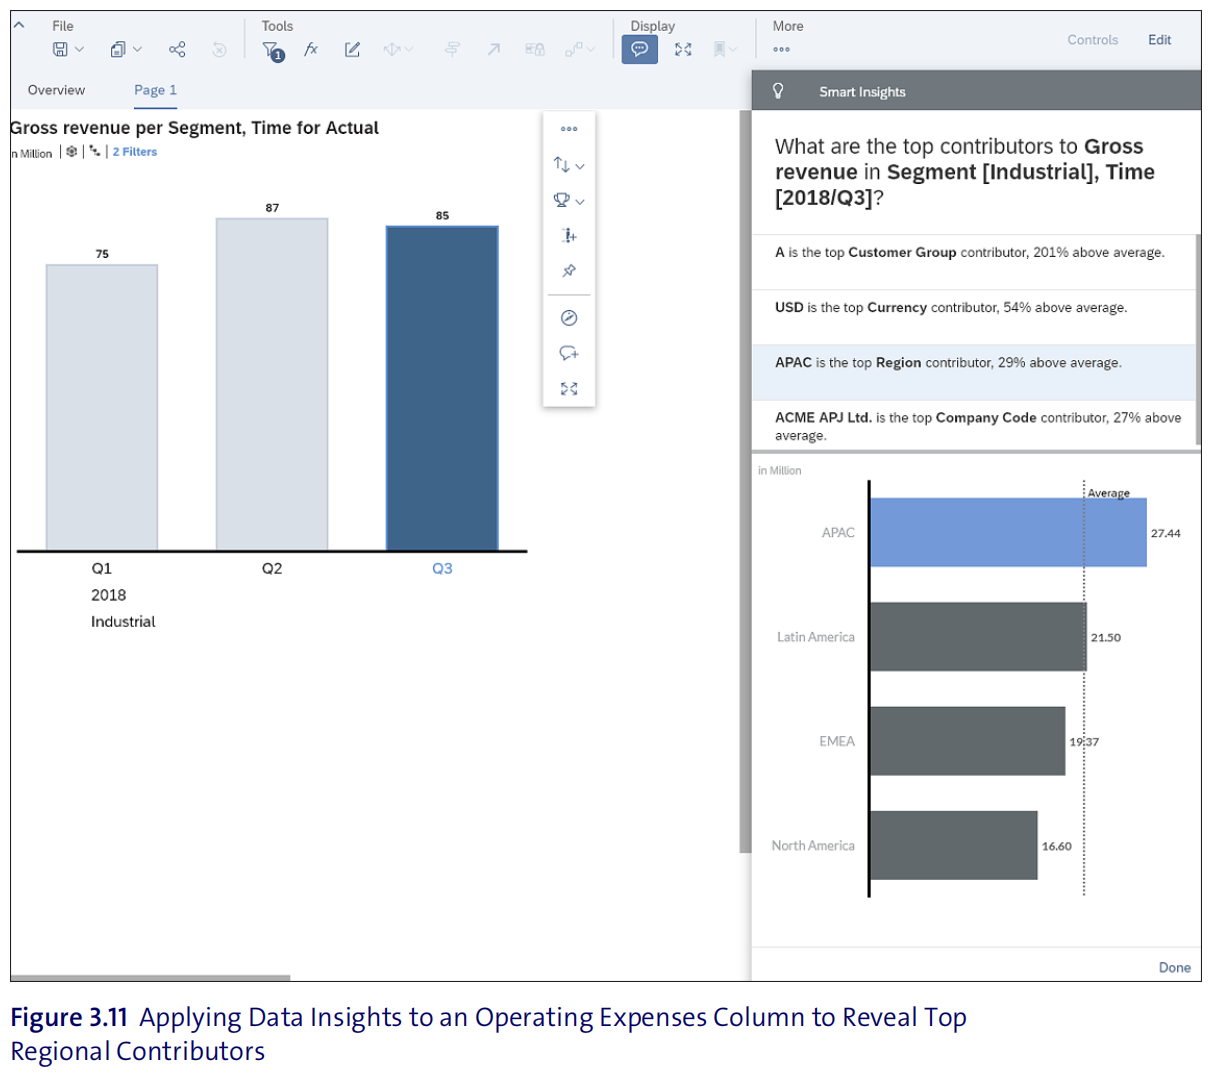 File
Tools
Display
More
Controls
Edit
1
Overview
Page 1
Gross revenue per Segment, Time for Actual
n Million
2 Filters
75
87
85
Q1
Q2
Q3
2018
Industrial
Smart Insights
What are the top contributors to Gross
revenue in Segment [Industrial], Time
[2018/Q3]?
A is the top Customer Group contributor, 201% above average.
USD is the top Currency contributor, 54% above average.
APAC is the top Region contributor, 29% above average.
ACME APJ Ltd. is the top Company Code contributor, 27% above
average.
in Million
Average
APAC
27.44
Latin America
21.50
EMEA
19.37
North America
16.60
Done
Figure 3.11 Applying Data Insights to an Operating Expenses Column to Reveal Top
Regional Contributors